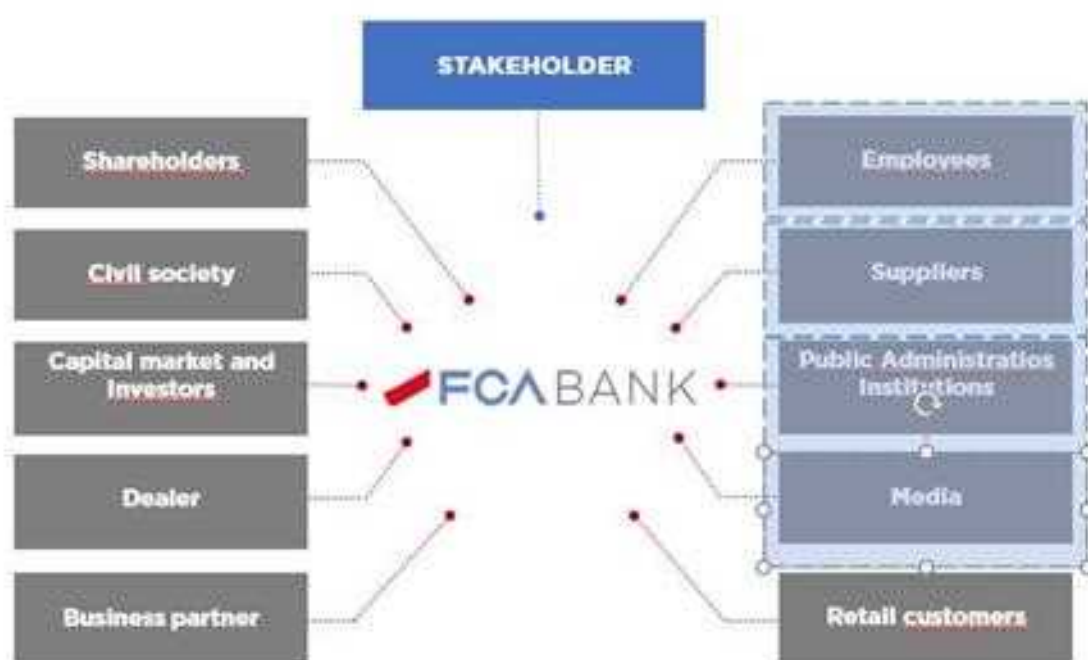 STAKEHOLDER
Shareholders
Employees
Civil society
Suppliers
Capital market and
Investors
FCA BANK
Public Administratios
Institutions
Dealer
Media
Business partner
Retail customers